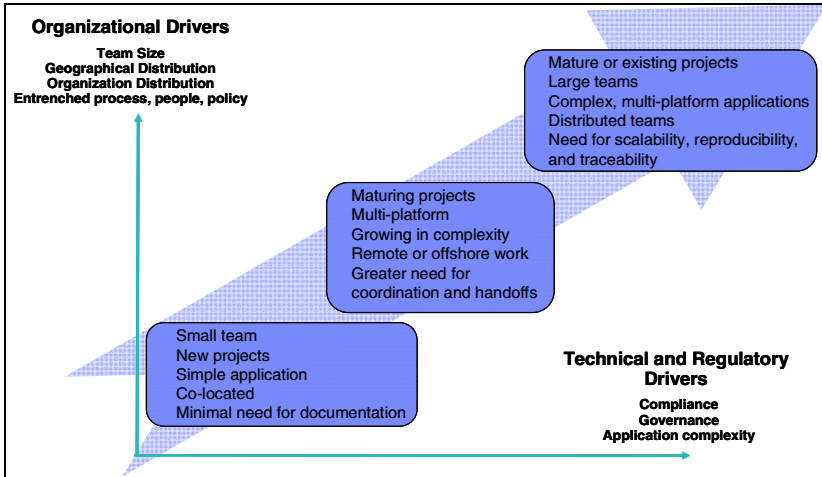 Organizational Drivers
Team Size
Geographical Distribution
Organization Distribution
Entrenched process, people, policy
Mature or existing projects
Large teams
Complex, multi-platform applications
Distributed teams
Need for scalability, reproducibility,
and traceability
Maturing projects
Multi-platform
Growing in complexity
Remote or offshore work
Greater need for
coordination and handoffs
Small team
New projects
Simple application
Co-located
Minimal need for documentation
Technical and Regulatory
Drivers
Compliance
Governance
Application complexity